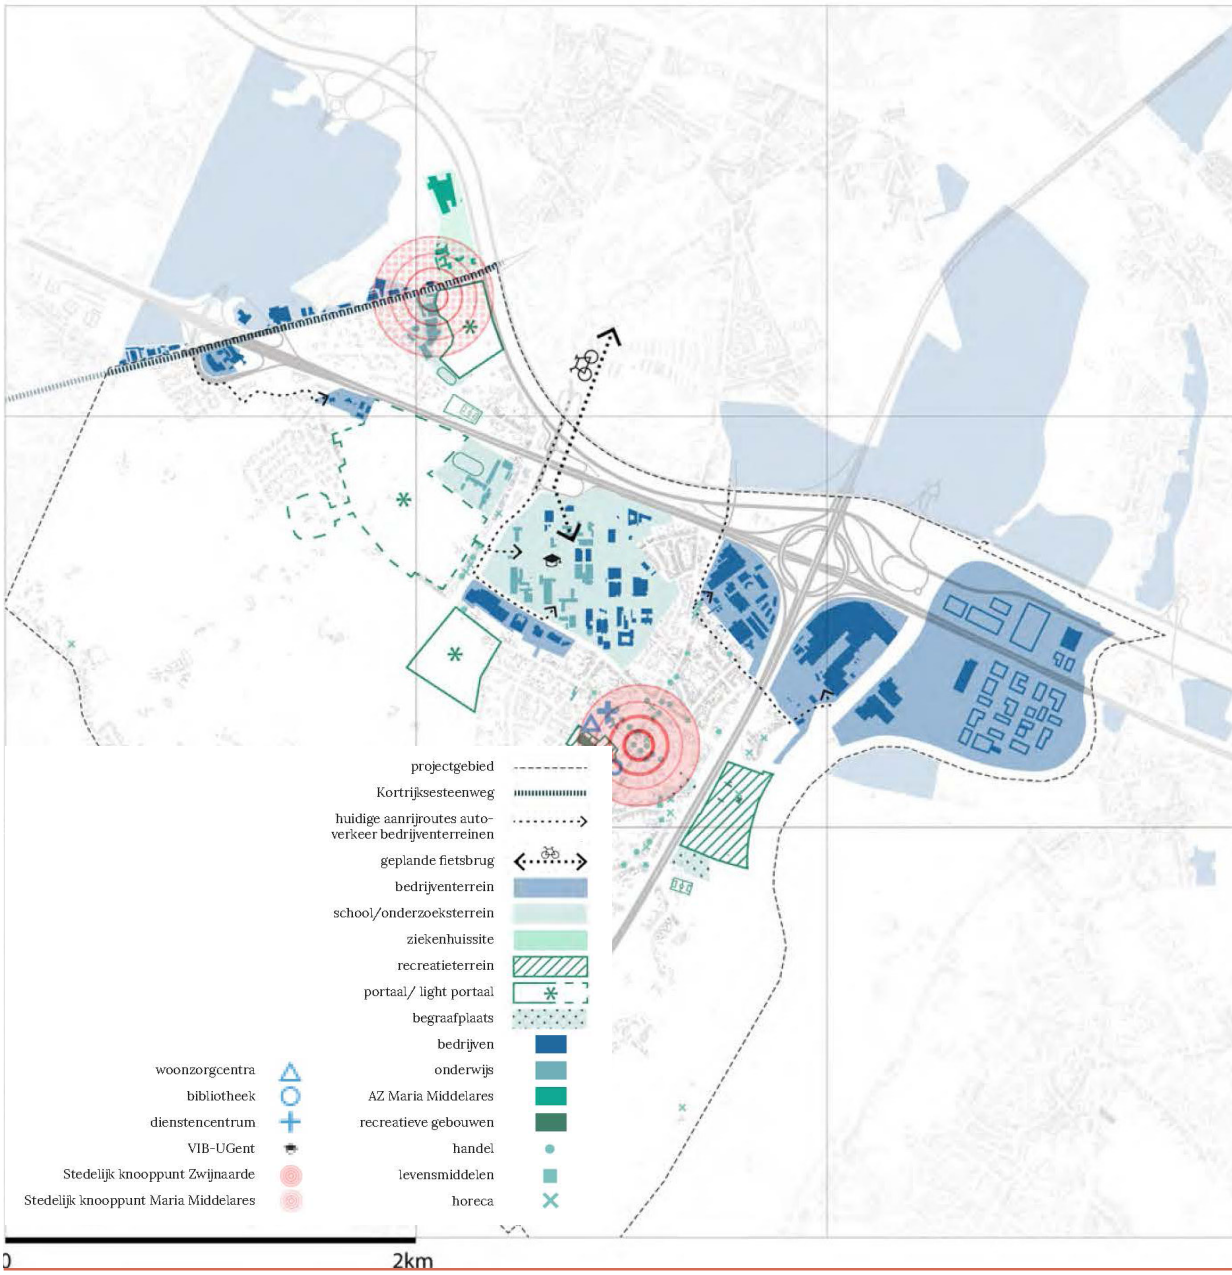 projectgebied
Kortrijksesteenweg
huidige aanrijroutes auto-
verkeer bedrijventerreinen
geplande fietsbrug
bedrijventerrein
school/onderzoeksterrein
ziekenhuissite
recreatieterrein
portaal/ light portaal
begraafplaats
bedrijven
woonzorgcentra
onderwijs
bibliotheek
AZ Maria Middelares
dienstencentrum
recreatieve gebouwen
VIB-UGent
handel
Stedelijk knooppunt Zwijnaarde
levensmiddelen
Stedelijk knooppunt Maria Middelares
horeca
0
2km